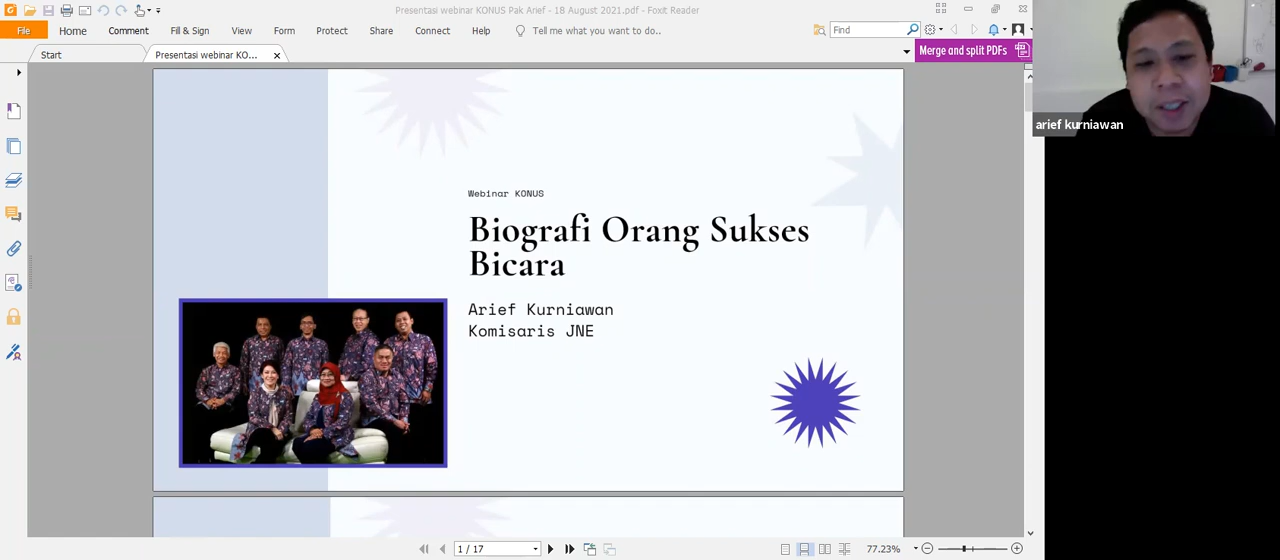 Presentasi webinar KONUS Pak Arief - 18 August 2021.pdf - Foxit Reader
File Home Comment Fill & Sign View Form Protect Share Connect Help Tell me what you want to do.. Find
Start Presentasi webinar KO... Merge and split PDFs
arief kurniawan
Webinar KONUS
Biografi Orang Sukses
Bicara
Arief Kurniawan
Komisaris JNE
1 / 17 77.23%